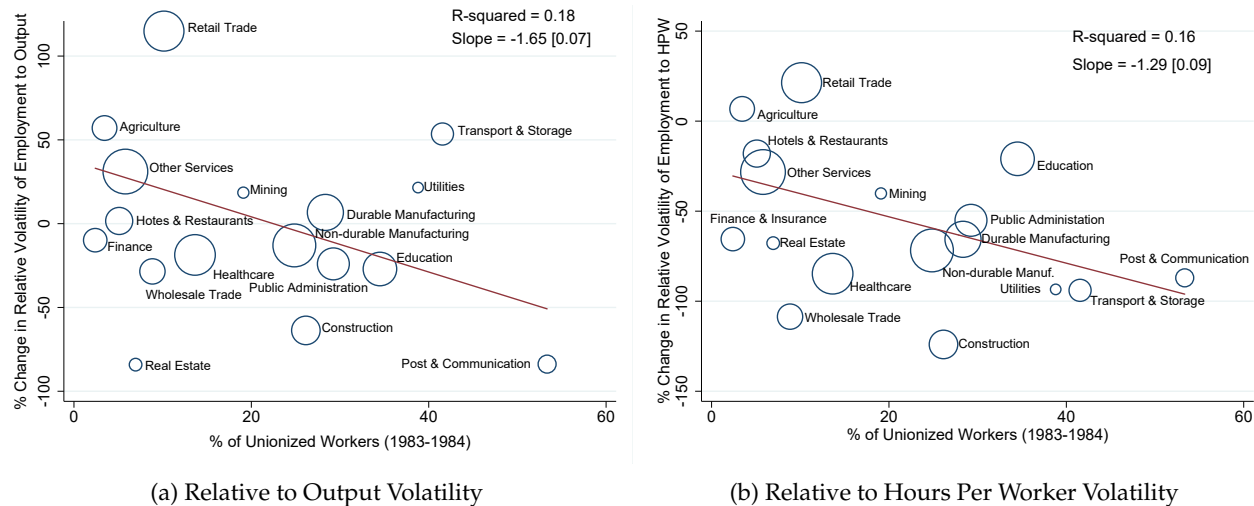 % Change in Relative Volatility of Employment to Output
100
50
0
-50
-100
R-squared = 0.18
Slope = -1.65 [0.07]
Retail Trade
Agriculture
Transport & Storage
Other Services
Mining
Utilities
Hotes & Restaurants
Durable Manufacturing
Non-durable Manufacturing
Finance
Education
Healthcare
Public Administration
Wholesale Trade
Construction
Real Estate
Post & Communication
0 20 40 60
% of Unionized Workers (1983-1984)
(a) Relative to Output Volatility
% Change in Relative Volatility of Employment to HPW
50
0
-50
-100
-150
R-squared = 0.16
Slope = -1.29 [0.09]
Retail Trade
Agriculture
Hotels & Restaurants
Education
Other Services
Mining
Finance & Insurance
Public Administation
Real Estate
Durable Manufacturing
Post & Communication
Non-durable Manuf.
Healthcare
Utilities
Transport & Storage
Wholesale Trade
Construction
0 20 40 60
% of Unionized Workers (1983-1984)
(b) Relative to Hours Per Worker Volatility